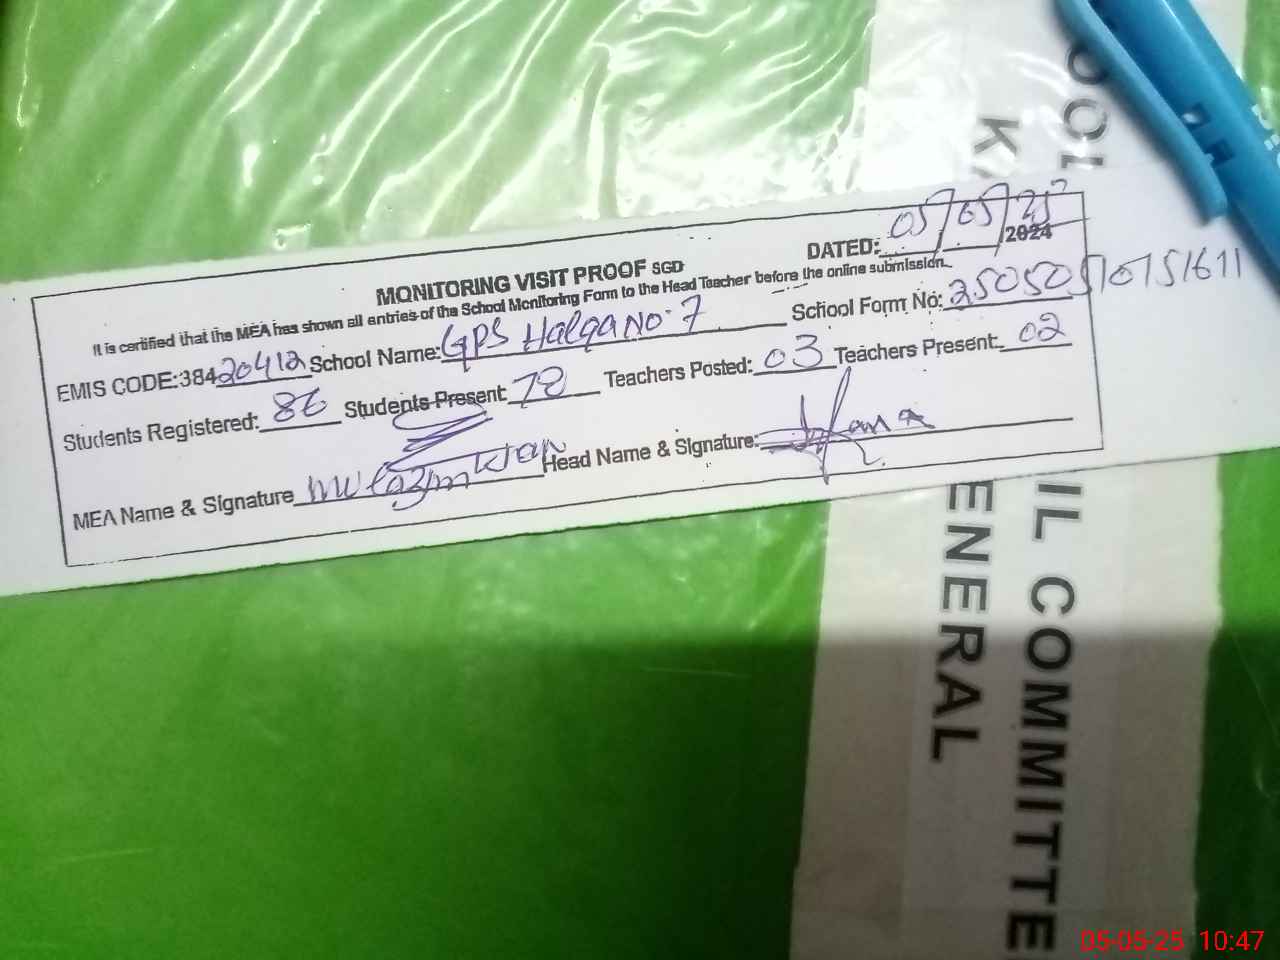 MONITORING VISIT PROOF SGD
DATED: 05/05/25 2024
It is certified that the MEA has shown all entries of the School Monitoring Form to the Head Teacher before the online submission.
EMIS CODE:38420412 School Name: GPS Halqa No. 7 School Form No: 25050510751611
Students Registered: 86 Students Present: 78 Teachers Posted: 03 Teachers Present: 02
MEA Name & Signature Head Name & Signature:
IL COMMITTE
ENERAL
05-05-25 10:47